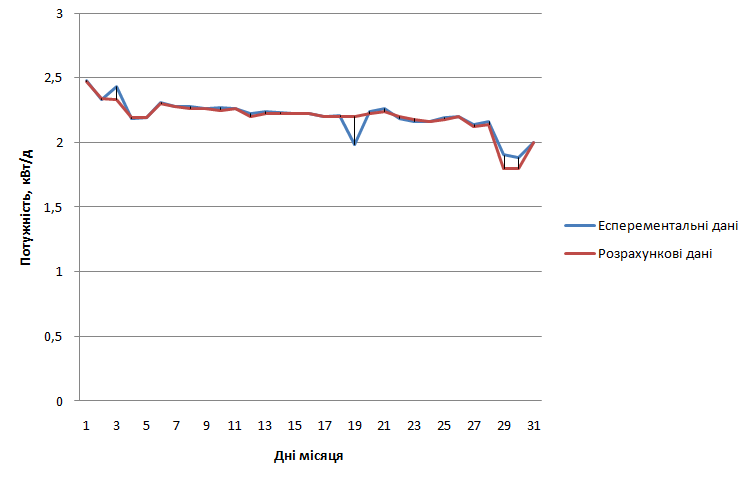 3
2,5
2
1,5
1
0,5
0
Потужність, кВт/д
1 3 5 7 9 11 13 15 17 19 21 23 25 27 29 31
Дні місяця
Есперементальні дані
Розрахункові дані